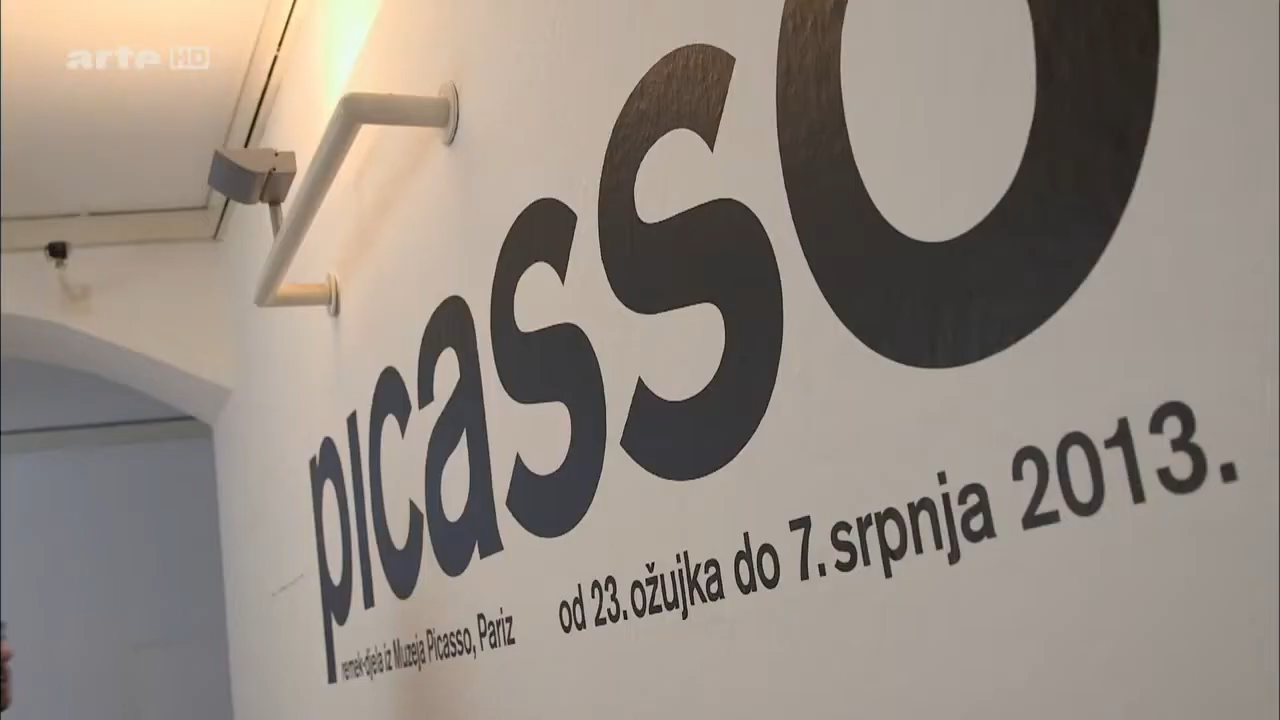 arte HD
picasso
remek-djela iz Muzeja Picasso, Pariz
od 23. ožujka do 7. srpnja 2013.